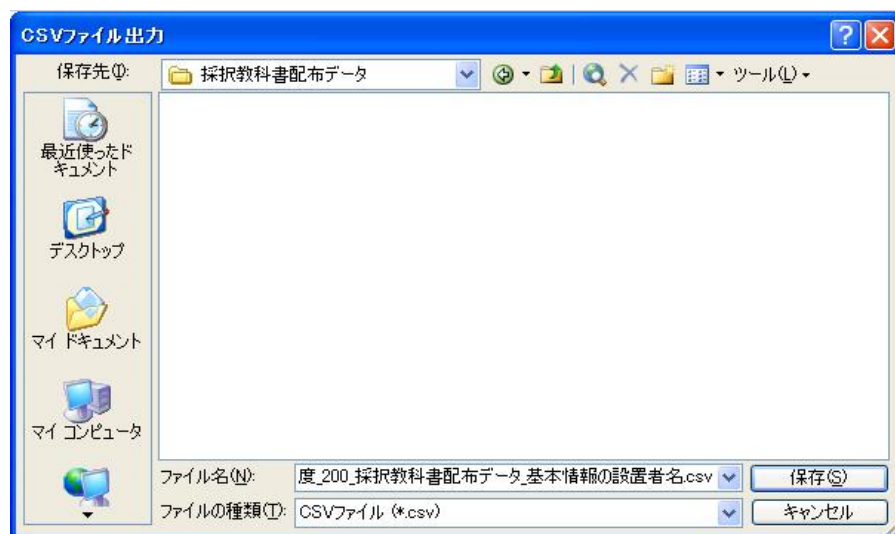 CSVファイル出力
保存先(I):
採択教科書配布データ
ツール(L)
最近使ったド
キュメント
デスクトップ
マイ ドキュメント
マイ コンピュータ
ファイル名(N):
度_200_採択教科書配布データ_基本情報の設置者名.csv
保存(S)
ファイルの種類(T):
CSVファイル (*.csv)
キャンセル